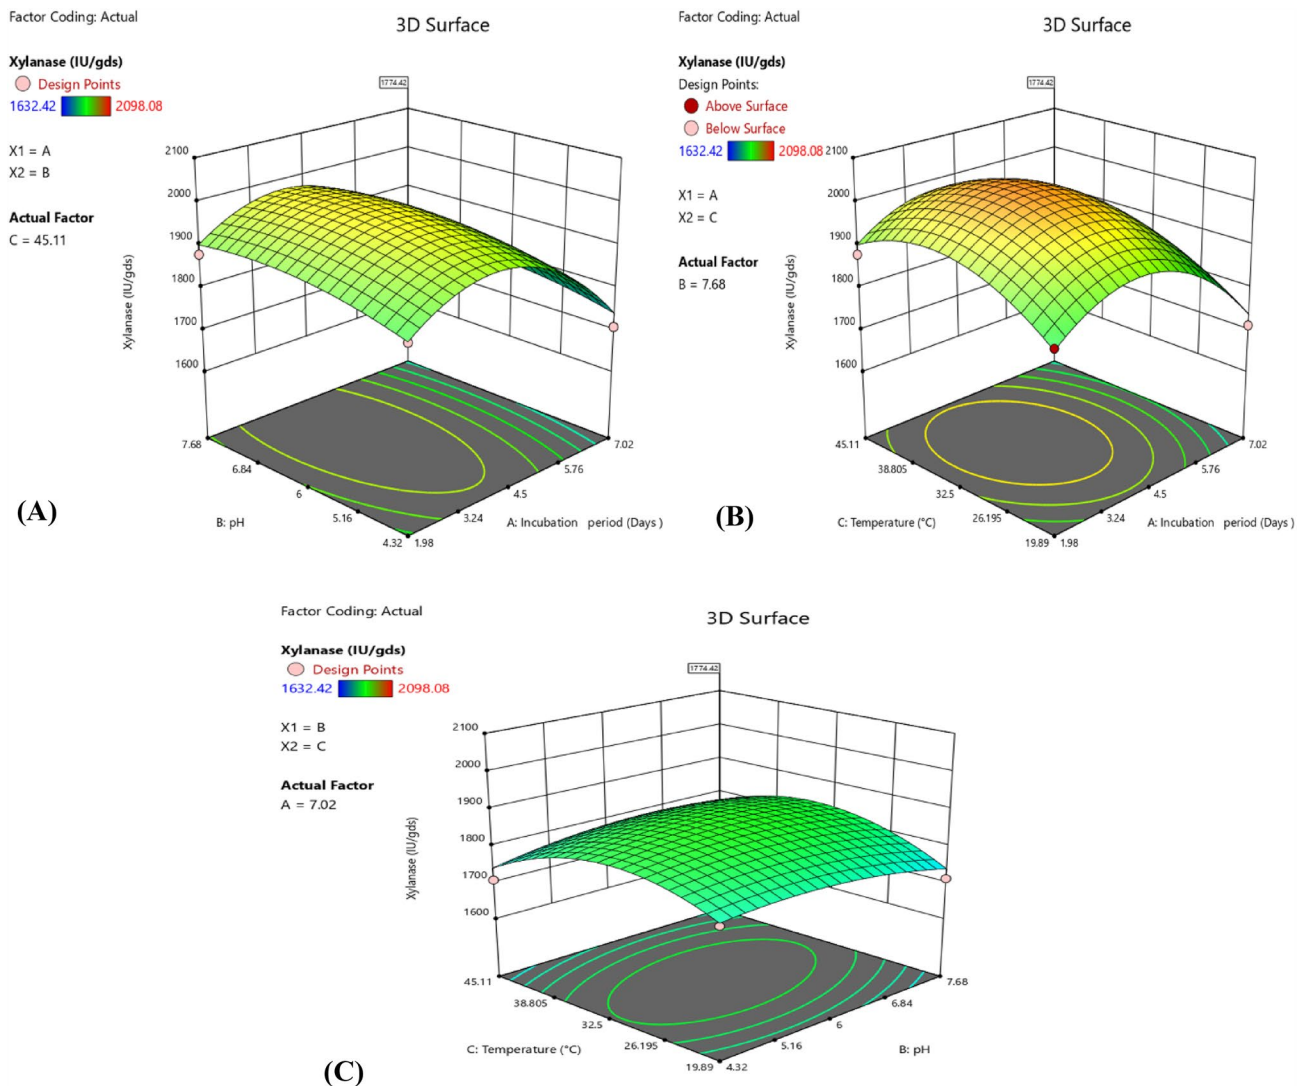 Factor Coding: Actual
3D Surface
Xylanase (IU/gds)
Design Points
1632.42 2098.08
X1 = A
X2 = B
Actual Factor
C = 45.11
1774.42
2100
2000
1900
1800
1700
1600
Xylanase (IU/gds)
7.68
6.84
6
5.16
4.32
B: pH
1.98
3.24
4.5
5.76
7.02
A: Incubation period (Days )
(A)
Factor Coding: Actual
3D Surface
Xylanase (IU/gds)
Design Points:
Above Surface
Below Surface
1632.42 2098.08
X1 = A
X2 = C
Actual Factor
B = 7.68
1774.42
2100
2000
1900
1800
1700
1600
Xylanase (IU/gds)
45.11
38.805
32.5
26.195
19.89
C: Temperature (°C)
1.98
3.24
4.5
5.76
7.02
A: Incubation period (Days )
(B)
Factor Coding: Actual
3D Surface
Xylanase (IU/gds)
Design Points
1632.42 2098.08
X1 = B
X2 = C
Actual Factor
A = 7.02
1774.42
2100
2000
1900
1800
1700
1600
Xylanase (IU/gds)
45.11
38.805
32.5
26.195
19.89
C: Temperature (°C)
4.32
5.16
6
6.84
7.68
B: pH
(C)